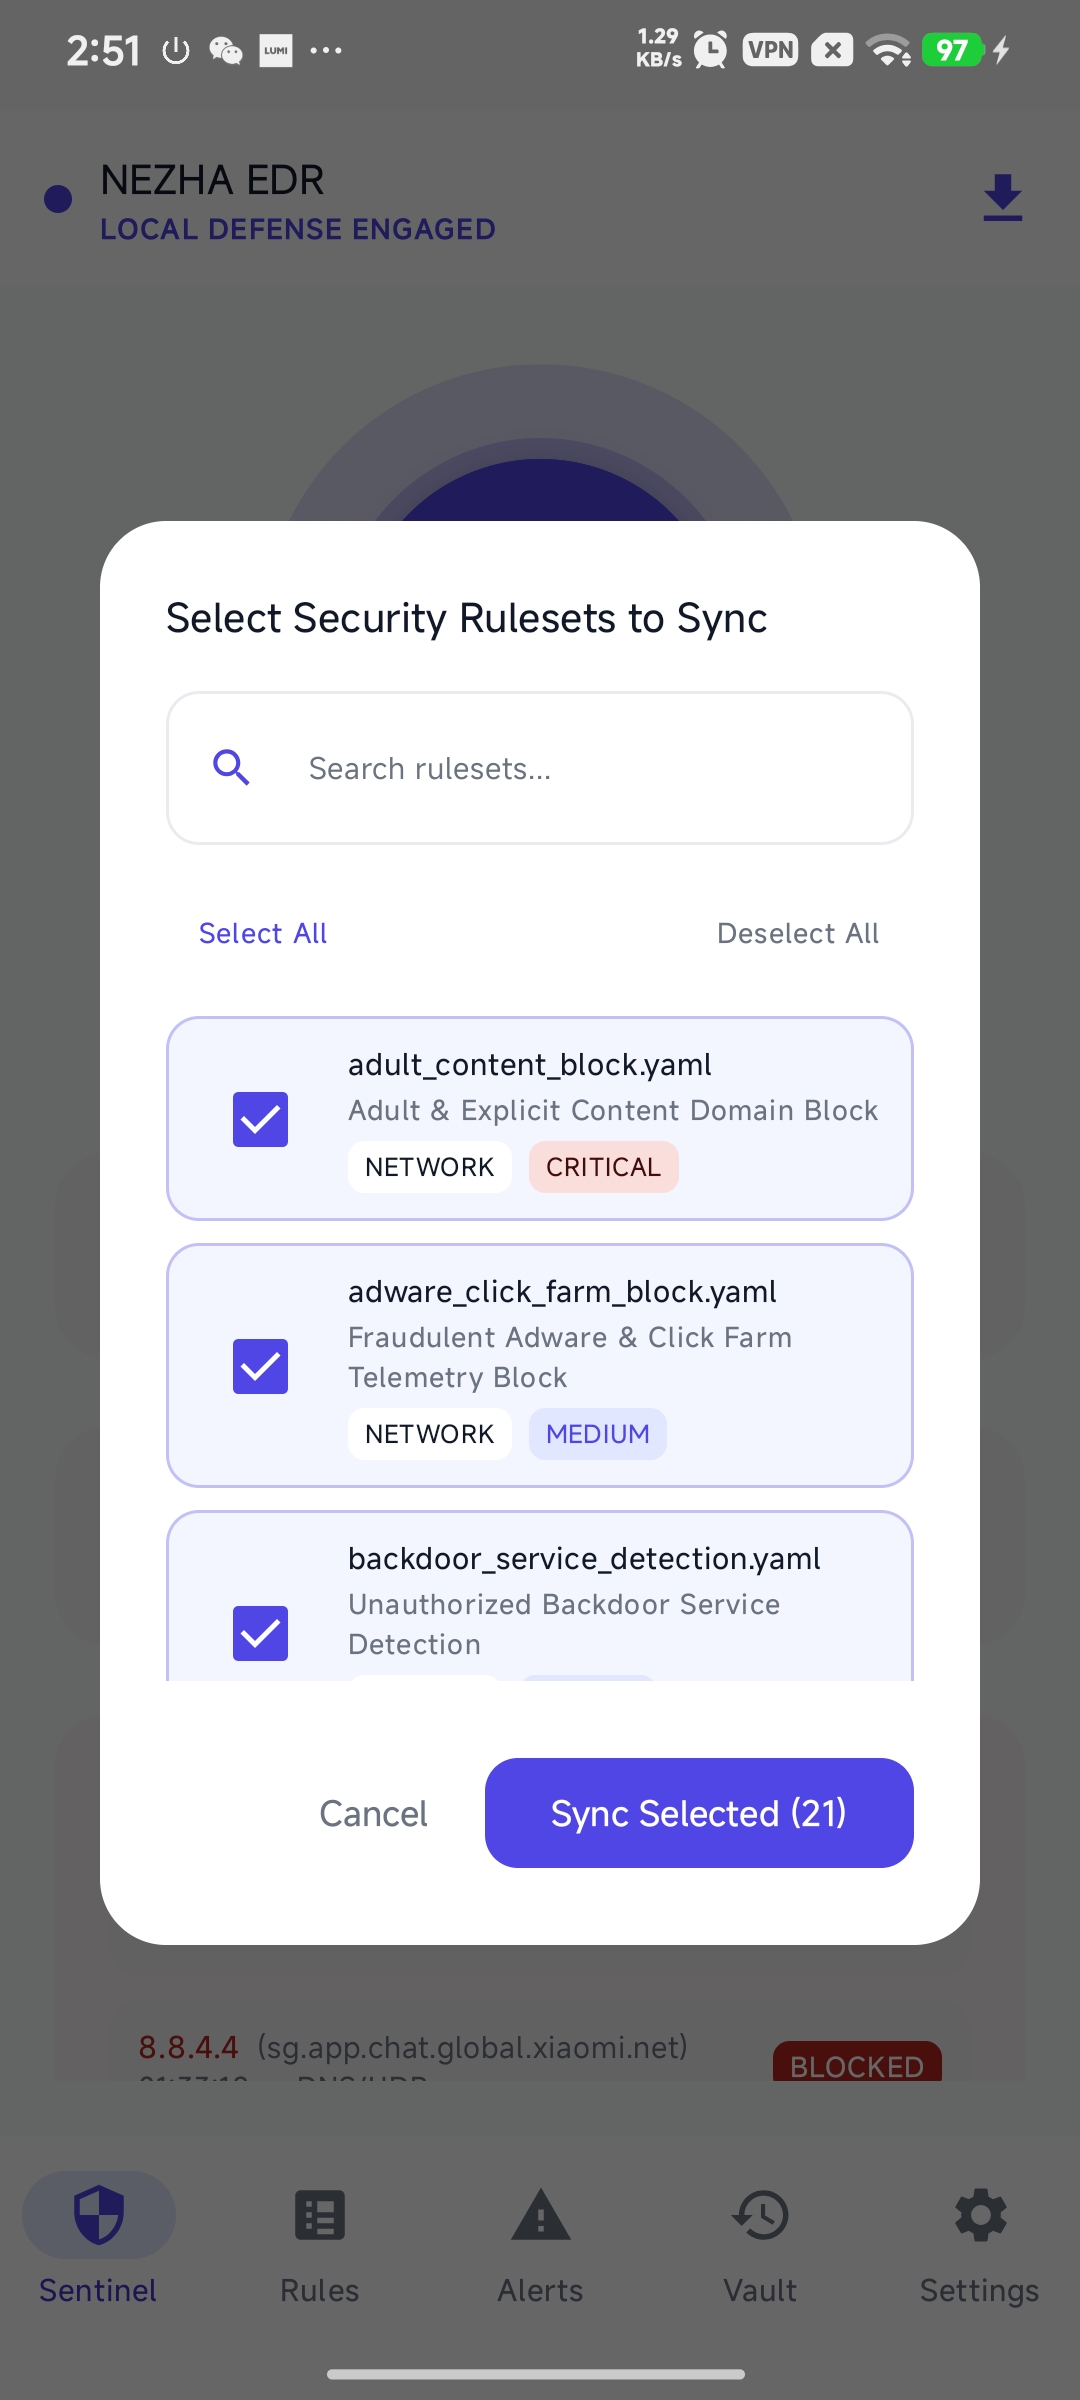 2:51
LUMI
1.29
KB/s
VPN
97
NEZHA EDR
LOCAL DEFENSE ENGAGED
Select Security Rulesets to Sync
Search rulesets...
Select All
Deselect All
adult_content_block.yaml
Adult & Explicit Content Domain Block
NETWORK
CRITICAL
adware_click_farm_block.yaml
Fraudulent Adware & Click Farm
Telemetry Block
NETWORK
MEDIUM
backdoor_service_detection.yaml
Unauthorized Backdoor Service
Detection
Cancel
Sync Selected (21)
8.8.4.4 (sg.app.chat.global.xiaomi.net)
BLOCKED
Sentinel
Rules
Alerts
Vault
Settings